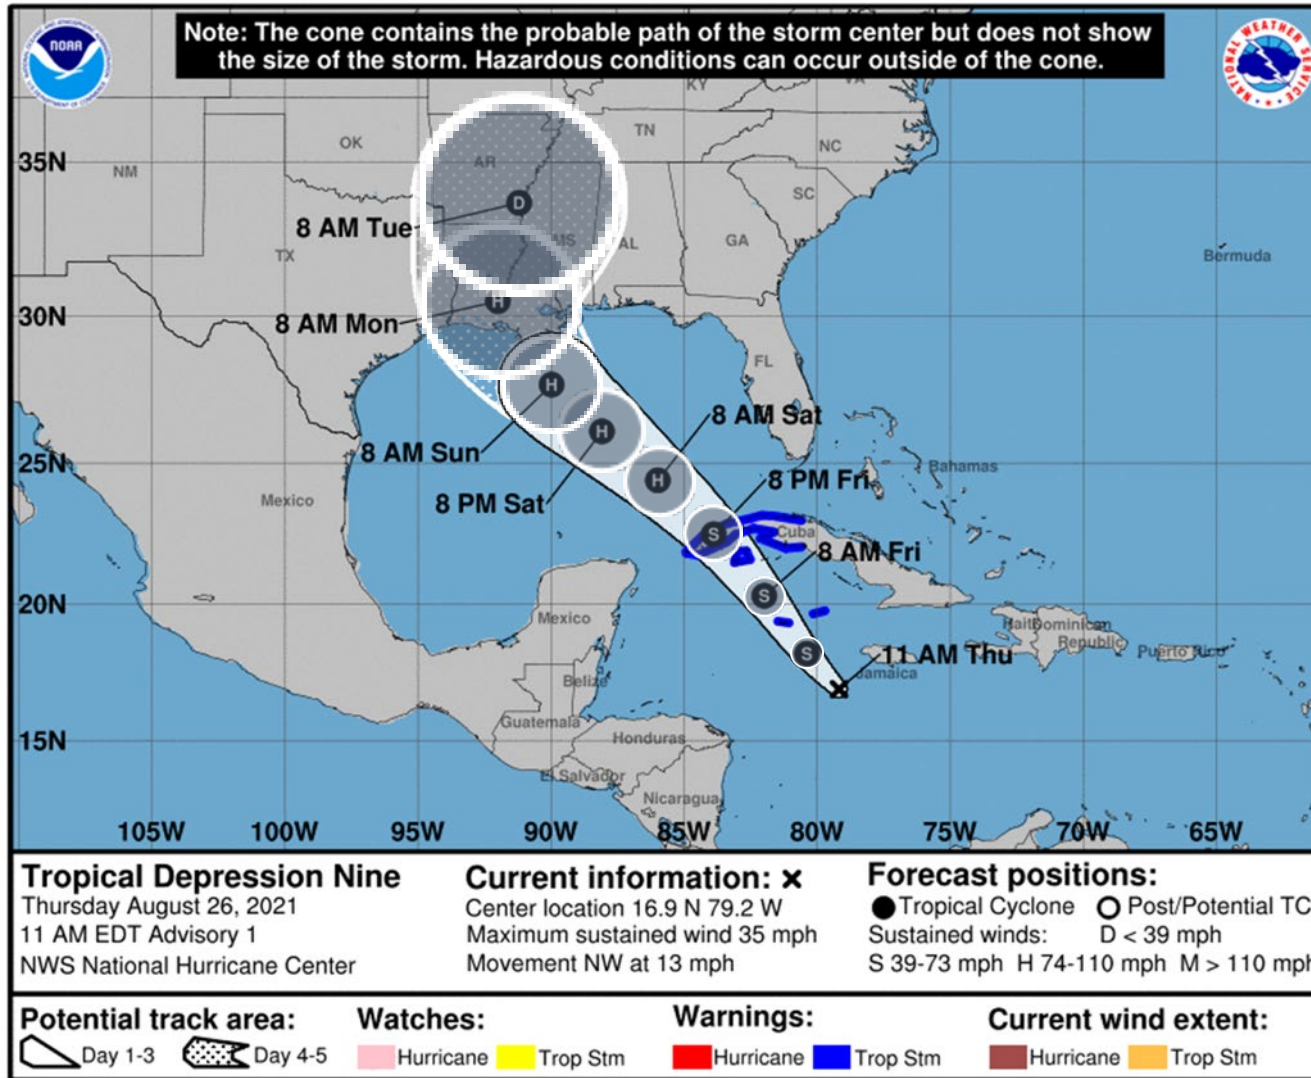 Note: The cone contains the probable path of the storm center but does not show
the size of the storm. Hazardous conditions can occur outside of the cone.
NOAA
NATIONAL WEATHER SERVICE
KY
VA
OK
TN
NC
35N
NM
AR
SC
D
8 AM Tue
MS
AL
GA
TX
Bermuda
H
30N
8 AM Mon
FL
H
8 AM Sat
H
8 AM Sun
25N
Bahamas
H
8 PM Fri
Mexico
8 PM Sat
S
Cuba
8 AM Fri
S
20N
Mexico
Haiti
Dominican
Republic
Puerto Rico
S
11 AM Thu
Jamaica
Belize
Guatemala
15N
Honduras
El Salvador
Nicaragua
105W 100W 95W 90W 85W 80W 75W 70W 65W
Tropical Depression Nine
Thursday August 26, 2021
11 AM EDT Advisory 1
NWS National Hurricane Center
Current information: x
Center location 16.9 N 79.2 W
Maximum sustained wind 35 mph
Movement NW at 13 mph
Forecast positions:
Tropical Cyclone Post/Potential TC
Sustained winds: D < 39 mph
S 39-73 mph H 74-110 mph M > 110 mph
Potential track area:
Day 1-3 Day 4-5
Watches:
Hurricane Trop Stm
Warnings:
Hurricane Trop Stm
Current wind extent:
Hurricane Trop Stm